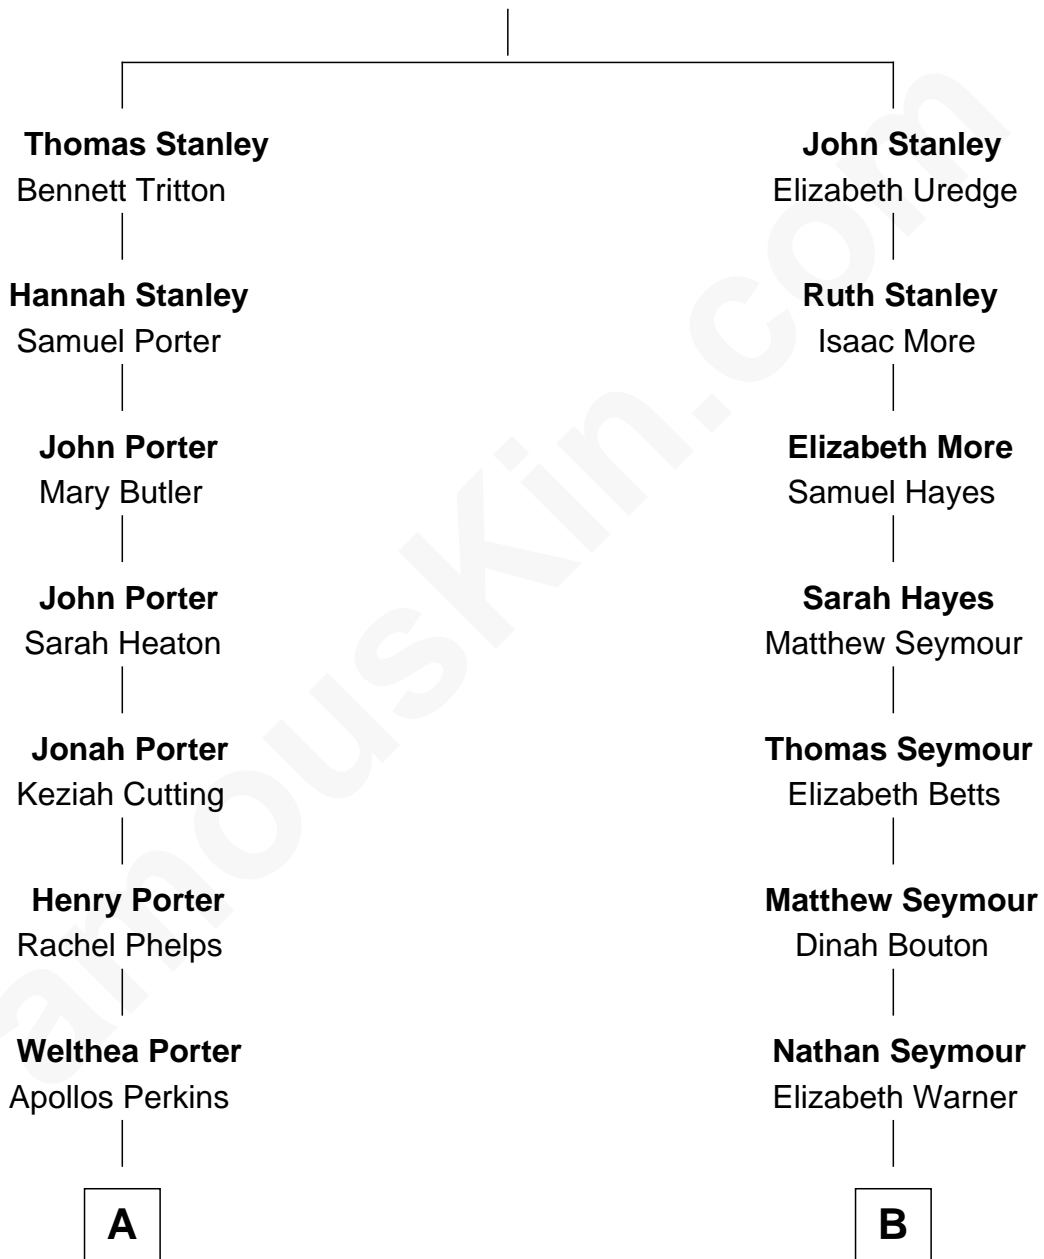 Thomas Stanley
Bennett Tritton
Hannah Stanley
Samuel Porter
John Porter
Mary Butler
John Porter
Sarah Heaton
Jonah Porter
Keziah Cutting
Henry Porter
Rachel Phelps
Welthea Porter
Apollos Perkins
A
John Stanley
Elizabeth Uredge
Ruth Stanley
Isaac More
Elizabeth More
Samuel Hayes
Sarah Hayes
Matthew Seymour
Thomas Seymour
Elizabeth Betts
Matthew Seymour
Dinah Bouton
Nathan Seymour
Elizabeth Warner
B
amouskin.com